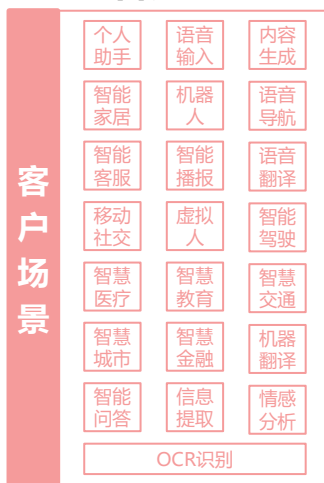 客户场景
个人助手
语音输入
内容生成
智能家居
机器人
语音导航
智能客服
智能播报
语音翻译
移动社交
虚拟人
智能驾驶
智慧医疗
智慧教育
智慧交通
智慧城市
智慧金融
机器翻译
智能问答
信息提取
情感分析
OCR识别